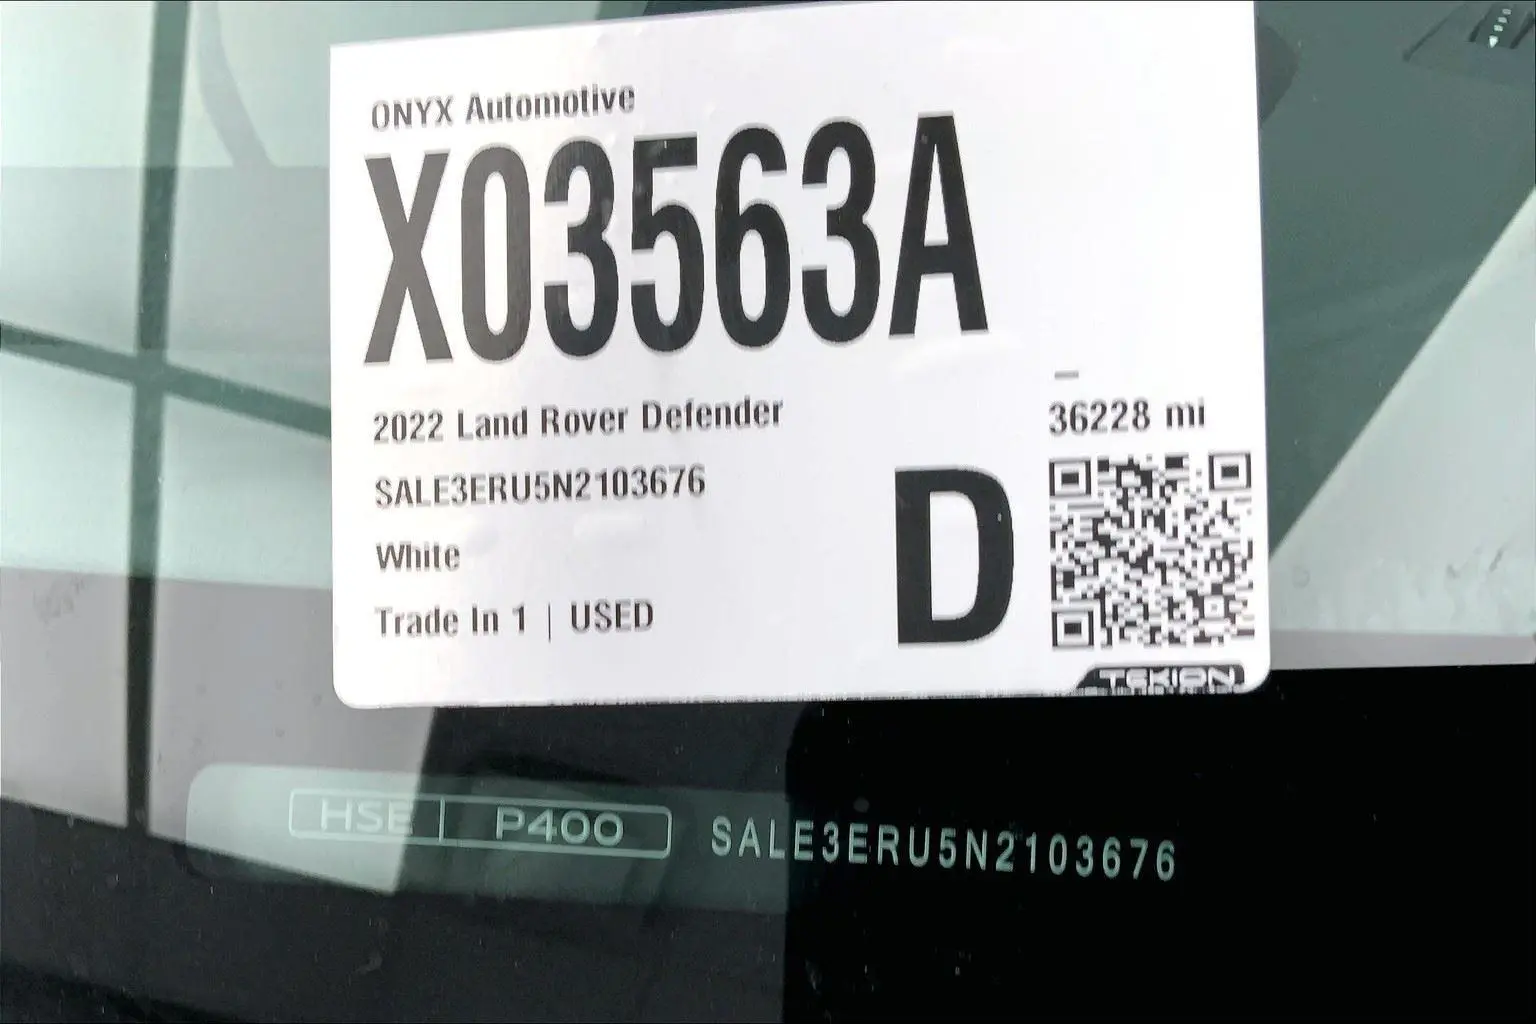 ONYX Automotive
X03563A
2022 Land Rover Defender
36228 mi
SALE3ERU5N2103676
White
Trade In 1 | USED
D
TEKION
HSE | P400
SALE3ERU5N2103676